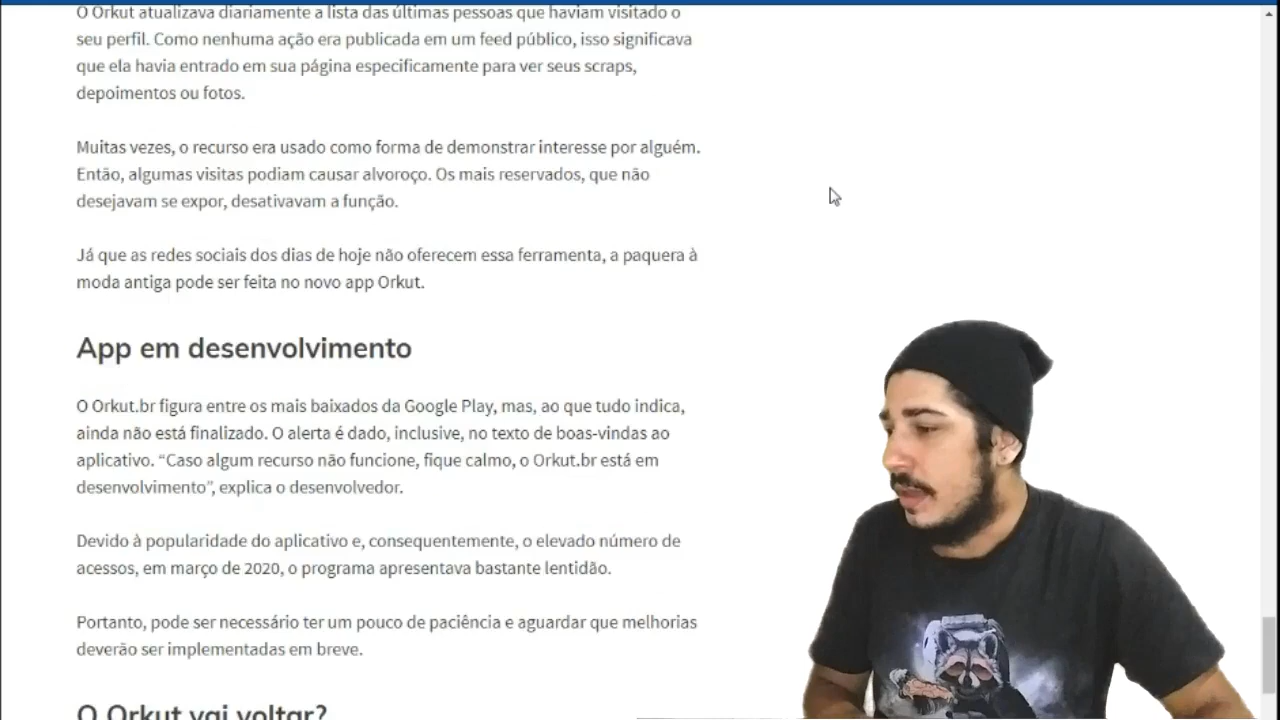 O Orkut atualizava diariamente a lista das últimas pessoas que haviam visitado o
seu perfil. Como nenhuma ação era publicada em um feed público, isso significava
que ela havia entrado em sua página especificamente para ver seus scraps,
depoimentos ou fotos.
Muitas vezes, o recurso era usado como forma de demonstrar interesse por alguém.
Então, algumas visitas podiam causar alvoroço. Os mais reservados, que não
desejavam se expor, desativavam a função.
Já que as redes sociais dos dias de hoje não oferecem essa ferramenta, a paquera à
moda antiga pode ser feita no novo app Orkut.
App em desenvolvimento
O Orkut.br figura entre os mais baixados da Google Play, mas, ao que tudo indica,
ainda não está finalizado. O alerta é dado, inclusive, no texto de boas-vindas ao
aplicativo. “Caso algum recurso não funcione, fique calmo, o Orkut.br está em
desenvolvimento”, explica o desenvolvedor.
Devido à popularidade do aplicativo e, consequentemente, o elevado número de
acessos, em março de 2020, o programa apresentava bastante lentidão.
Portanto, pode ser necessário ter um pouco de paciência e aguardar que melhorias
deverão ser implementadas em breve.
O Orkut vai voltar?